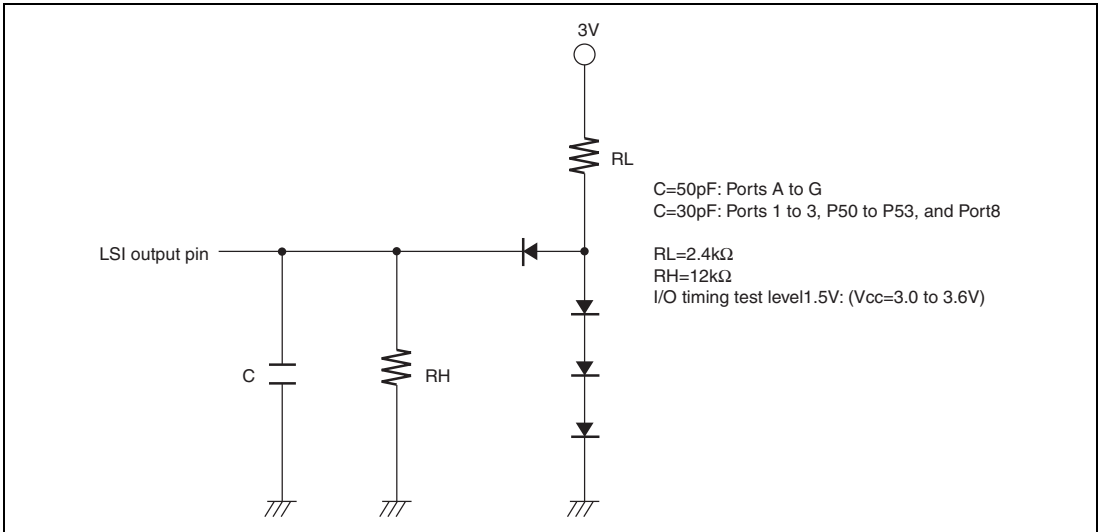 3V
RL
C=50pF: Ports A to G
C=30pF: Ports 1 to 3, P50 to P53, and Port8
LSI output pin
RL=2.4kΩ
RH=12kΩ
I/O timing test level1.5V: (Vcc=3.0 to 3.6V)
C
RH